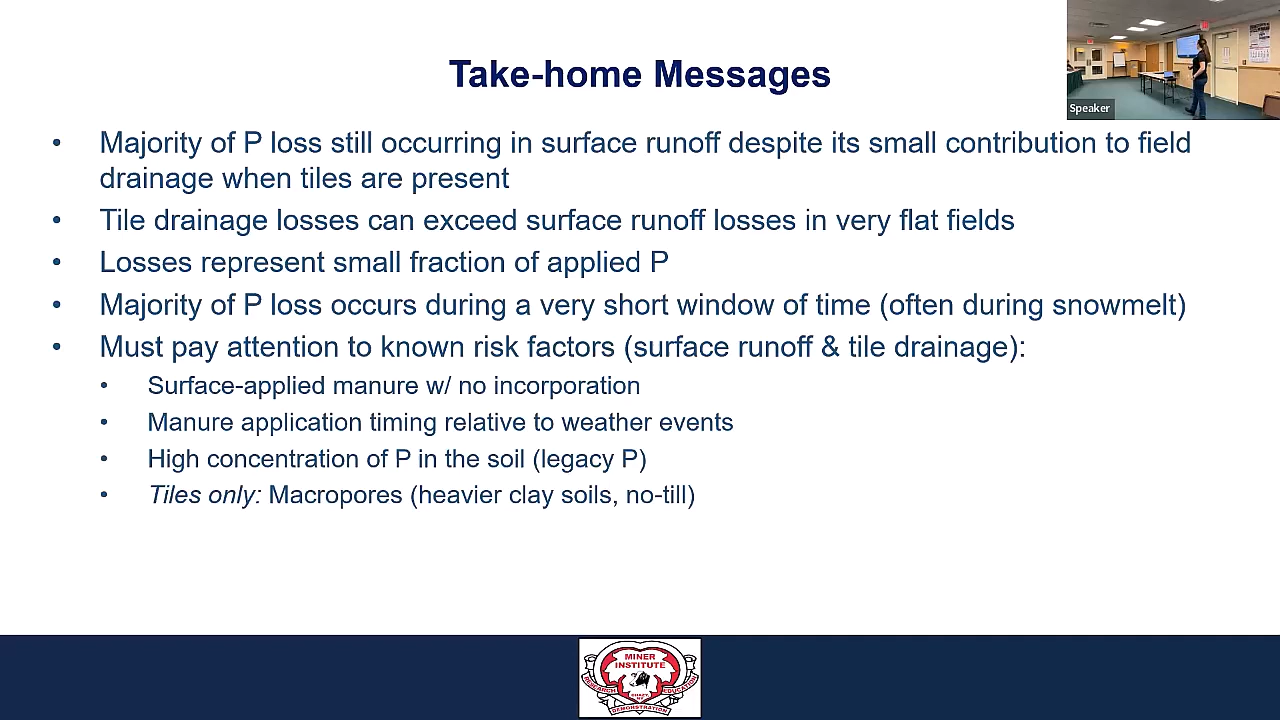 Take-home Messages
Speaker
• Majority of P loss still occurring in surface runoff despite its small contribution to field
drainage when tiles are present
• Tile drainage losses can exceed surface runoff losses in very flat fields
• Losses represent small fraction of applied P
• Majority of P loss occurs during a very short window of time (often during snowmelt)
• Must pay attention to known risk factors (surface runoff & tile drainage):
• Surface-applied manure w/ no incorporation
• Manure application timing relative to weather events
• High concentration of P in the soil (legacy P)
• Tiles only: Macropores (heavier clay soils, no-till)
MINER
INSTITUTE
RESEARCH
EDUCATION
CHAZY,
DEMONSTRATION